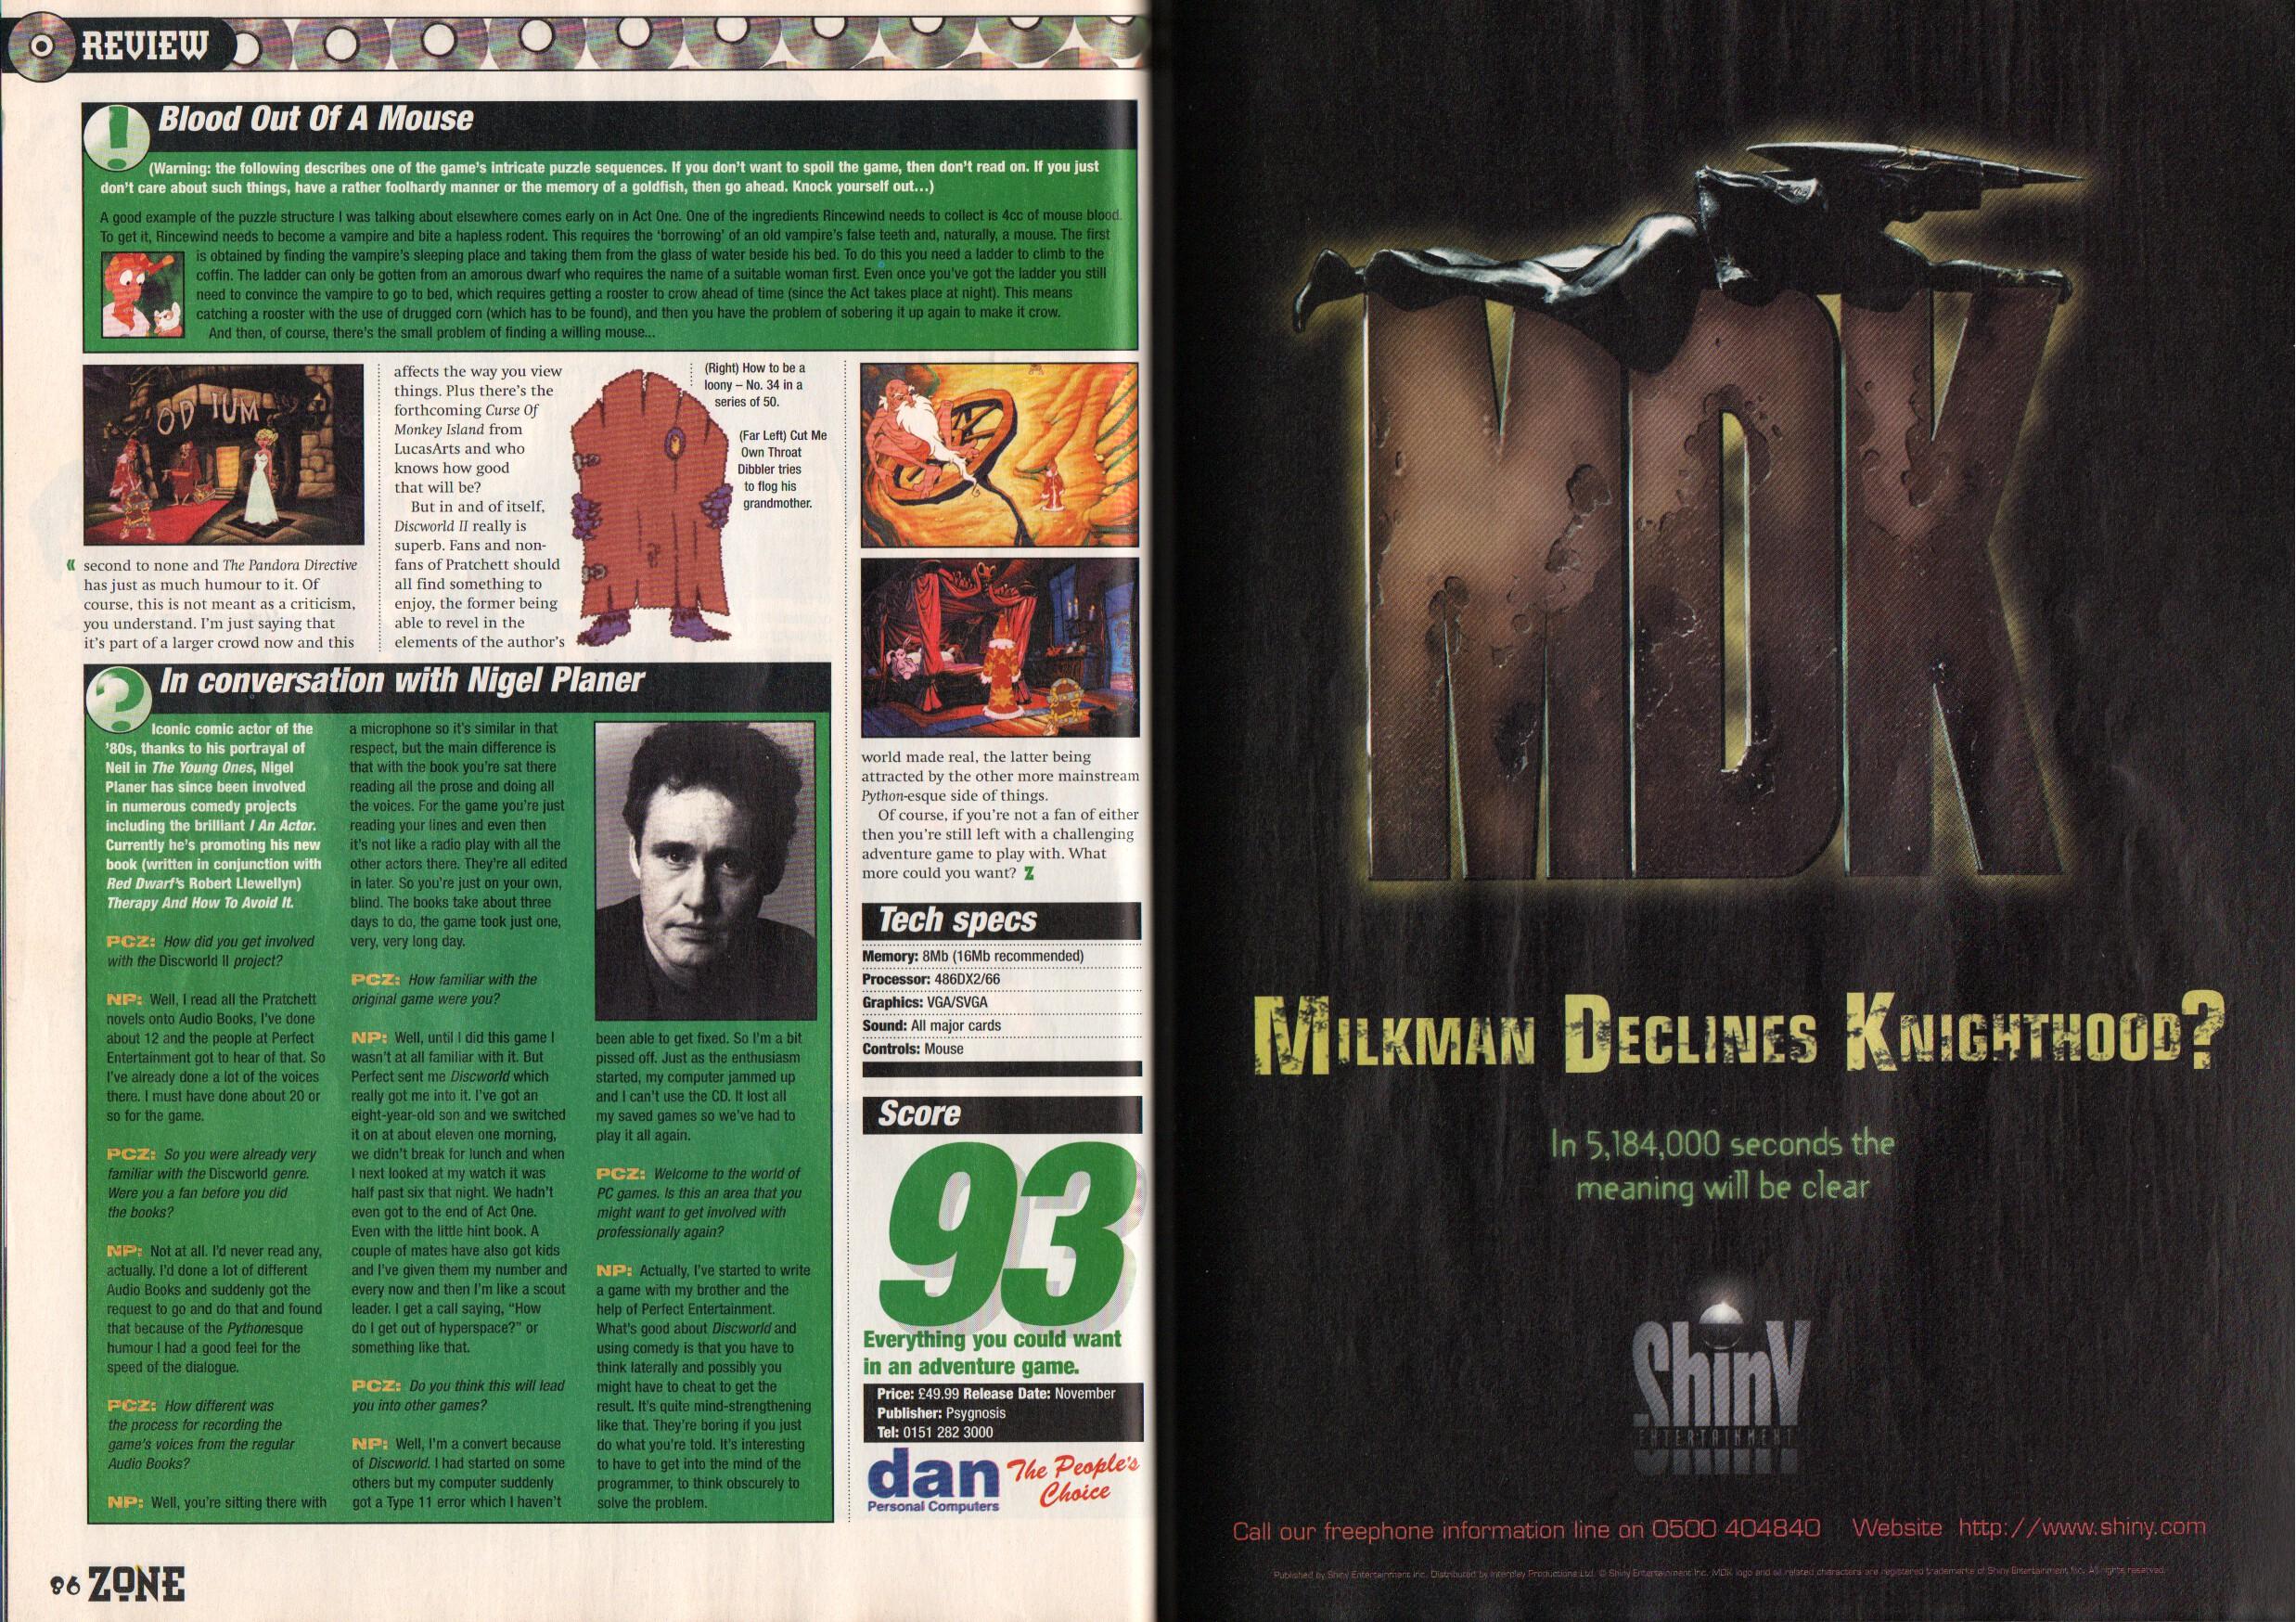 REVIEW
Blood Out Of A Mouse
(Warning: the following describes one of the game's intricate puzzle sequences. If you don't want to spoil the game, then don't read on. If you just
don't care about such things, have a rather foolhardy manner or the memory of a goldfish, then go ahead. Knock yourself out...)
A good example of the puzzle structure I was talking about elsewhere comes early on in Act One. One of the ingredients Rincewind needs to collect is 4cc of mouse blood.
To get it, Rincewind needs to become a vampire and bite a hapless rodent. This requires the 'borrowing' of an old vampire's false teeth and, naturally, a mouse. The first
is obtained by finding the vampire's sleeping place and taking them from the glass of water beside his bed. To do this you need a ladder to climb to the
coffin. The ladder can only be gotten from an amorous dwarf who requires the name of a suitable woman first. Even once you've got the ladder you still
need to convince the vampire to go to bed, which requires getting a rooster to crow ahead of time (since the Act takes place at night). This means
catching a rooster with the use of drugged corn (which has to be found), and then you have the problem of sobering it up again to make it crow.
And then, of course, there's the small problem of finding a willing mouse...
OD IUM
« second to none and The Pandora Directive
has just as much humour to it. Of
course, this is not meant as a criticism,
you understand. I'm just saying that
it's part of a larger crowd now and this
affects the way you view
things. Plus there's the
forthcoming Curse Of
Monkey Island from
LucasArts and who
knows how good
that will be?
But in and of itself,
Discworld II really is
superb. Fans and non-
fans of Pratchett should
all find something to
enjoy, the former being
able to revel in the
elements of the author's
(Right) How to be a
loony – No. 34 in a
series of 50.
(Far Left) Cut Me
Own Throat
Dibbler tries
to flog his
grandmother.
world made real, the latter being
attracted by the other more mainstream
Python-esque side of things.
Of course, if you're not a fan of either
then you're still left with a challenging
adventure game to play with. What
more could you want? Z
In conversation with Nigel Planer
Iconic comic actor of the
'80s, thanks to his portrayal of
Neil in The Young Ones, Nigel
Planer has since been involved
in numerous comedy projects
including the brilliant I An Actor.
Currently he's promoting his new
book (written in conjunction with
Red Dwarf's Robert Llewellyn)
Therapy And How To Avoid It.
PCZ: How did you get involved
with the Discworld II project?
NP: Well, I read all the Pratchett
novels onto Audio Books, I've done
about 12 and the people at Perfect
Entertainment got to hear of that. So
I've already done a lot of the voices
there. I must have done about 20 or
so for the game.
PCZ: So you were already very
familiar with the Discworld genre.
Were you a fan before you did
the books?
NP: Not at all. I'd never read any,
actually. I'd done a lot of different
Audio Books and suddenly got the
request to go and do that and found
that because of the Pythonesque
humour I had a good feel for the
speed of the dialogue.
PCZ: How different was
the process for recording the
game's voices from the regular
Audio Books?
NP: Well, you're sitting there with
a microphone so it's similar in that
respect, but the main difference is
that with the book you're sat there
reading all the prose and doing all
the voices. For the game you're just
reading your lines and even then
it's not like a radio play with all the
other actors there. They're all edited
in later. So you're just on your own,
blind. The books take about three
days to do, the game took just one,
very, very long day.
PCZ: How familiar with the
original game were you?
NP: Well, until I did this game I
wasn't at all familiar with it. But
Perfect sent me Discworld which
really got me into it. I've got an
eight-year-old son and we switched
it on at about eleven one morning,
we didn't break for lunch and when
I next looked at my watch it was
half past six that night. We hadn't
even got to the end of Act One.
Even with the little hint book. A
couple of mates have also got kids
and I've given them my number and
every now and then I'm like a scout
leader. I get a call saying, "How
do I get out of hyperspace?" or
something like that.
PCZ: Do you think this will lead
you into other games?
NP: Well, I'm a convert because
of Discworld. I had started on some
others but my computer suddenly
got a Type 11 error which I haven't
been able to get fixed. So I'm a bit
pissed off. Just as the enthusiasm
started, my computer jammed up
and I can't use the CD. It lost all
my saved games so we've had to
play it all again.
PCZ: Welcome to the world of
PC games. Is this an area that you
might want to get involved with
professionally again?
NP: Actually, I've started to write
a game with my brother and the
help of Perfect Entertainment.
What's good about Discworld and
using comedy is that you have to
think laterally and possibly you
might have to cheat to get the
result. It's quite mind-strengthening
like that. They're boring if you just
do what you're told. It's interesting
to have to get into the mind of the
programmer, to think obscurely to
solve the problem.
Tech specs
Memory: 8Mb (16Mb recommended)
Processor: 486DX2/66
Graphics: VGA/SVGA
Sound: All major cards
Controls: Mouse
Score
93
Everything you could want
in an adventure game.
Price: £49.99 Release Date: November
Publisher: Psygnosis
Tel: 0151 282 3000
dan
Personal Computers
The People's
Choice
86 ZONE
MDK
MILKMAN DECLINES KNIGHTHOOD?
In 5,184,000 seconds the
meaning will be clear
Shiny
ENTERTAINMENT
Call our freephone information line on 0500 404840 Website http://www.shiny.com
Published by Shiny Entertainment Inc. Distributed by Interplay Productions Ltd. © Shiny Entertainment Inc. MDK logo and all related characters are registered trademarks of Shiny Entertainment Inc. All rights reserved.